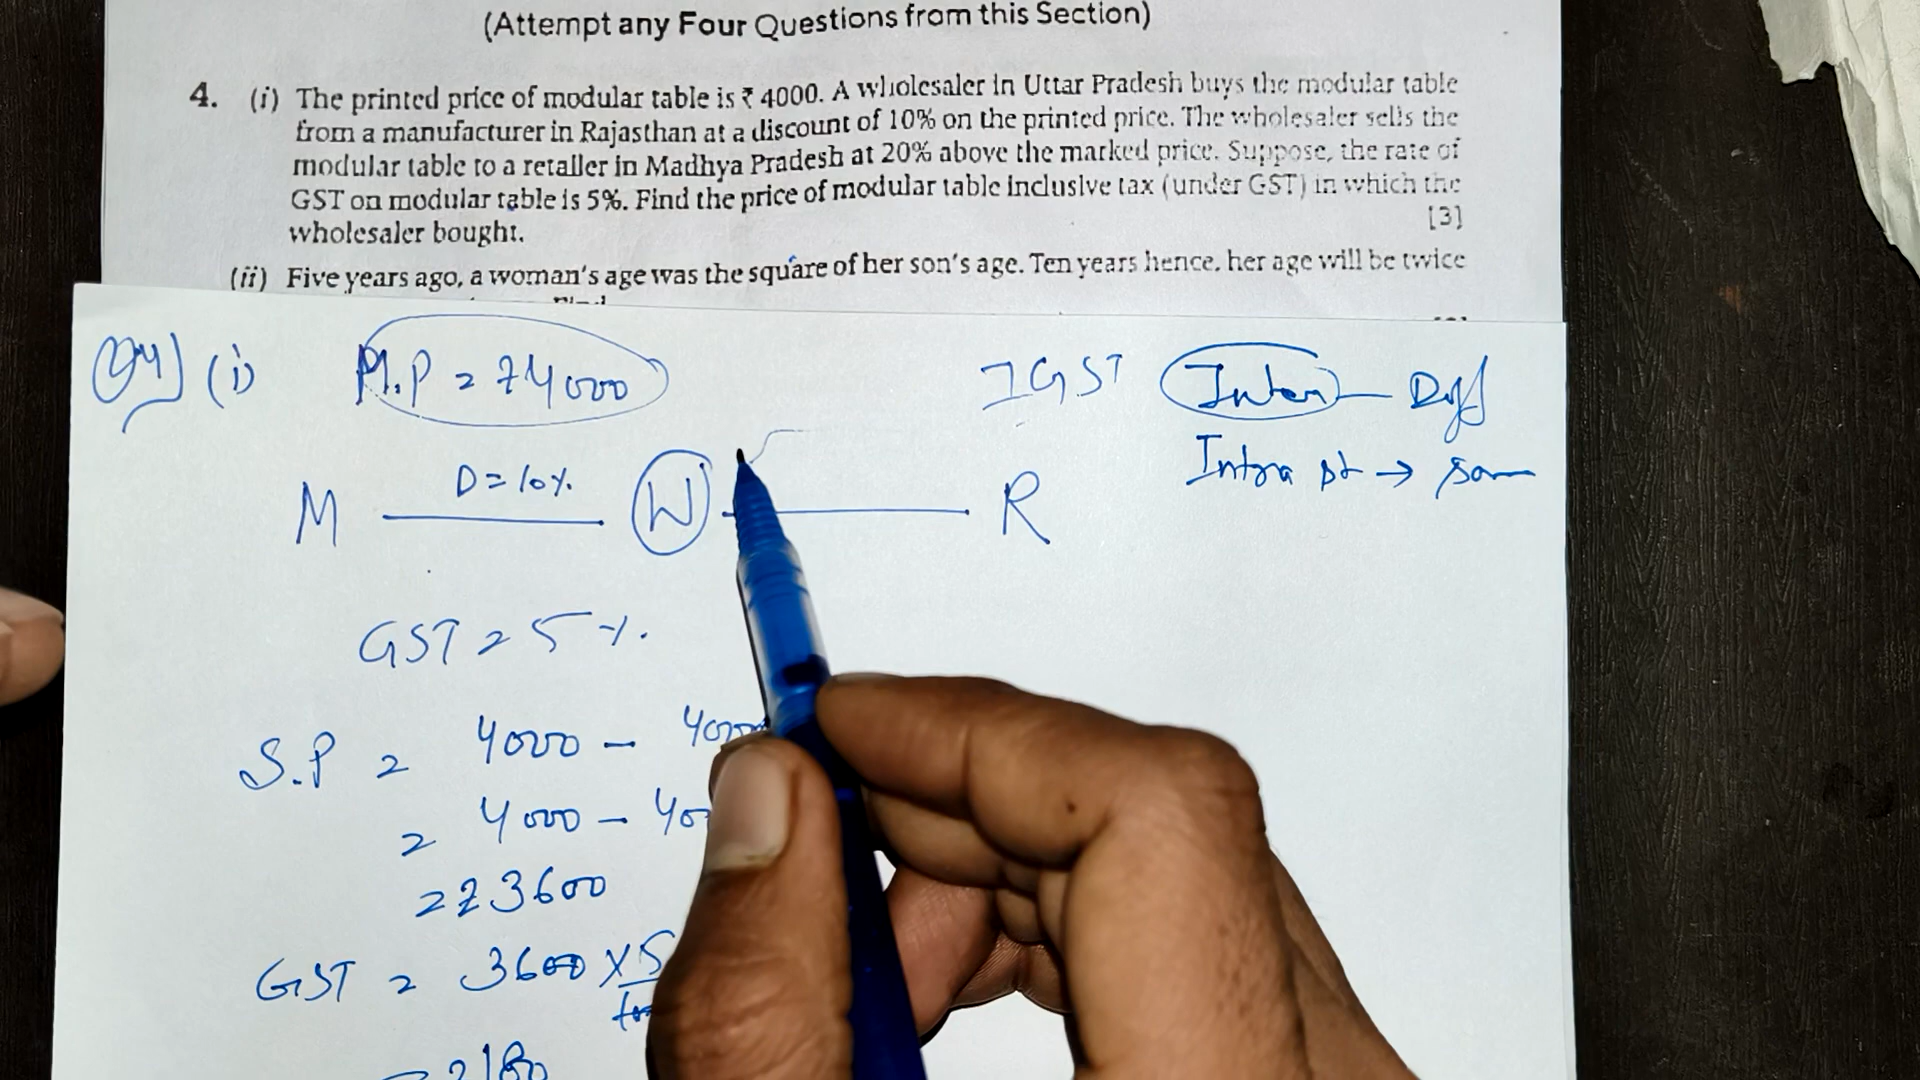 (Attempt any Four Questions from this Section)
4. (i) The printed price of modular table is ₹ 4000. A wholesaler in Uttar Pradesh buys the modular table
from a manufacturer in Rajasthan at a discount of 10% on the printed price. The wholesaler sells the
modular table to a retailer in Madhya Pradesh at 20% above the marked price. Suppose, the rate of
GST on modular table is 5%. Find the price of modular table inclusive tax (under GST) in which the
wholesaler bought. [3]
(ii) Five years ago, a woman's age was the square of her son's age. Ten years hence, her age will be twice
Q4) (i) M.P = ₹4000 IGST Inter — Diff
Intra st →
M D = 10% W R
GST = 5%.
S.P = 4000 -
= 4000 -
= ₹3600
GST = 3600 × 5